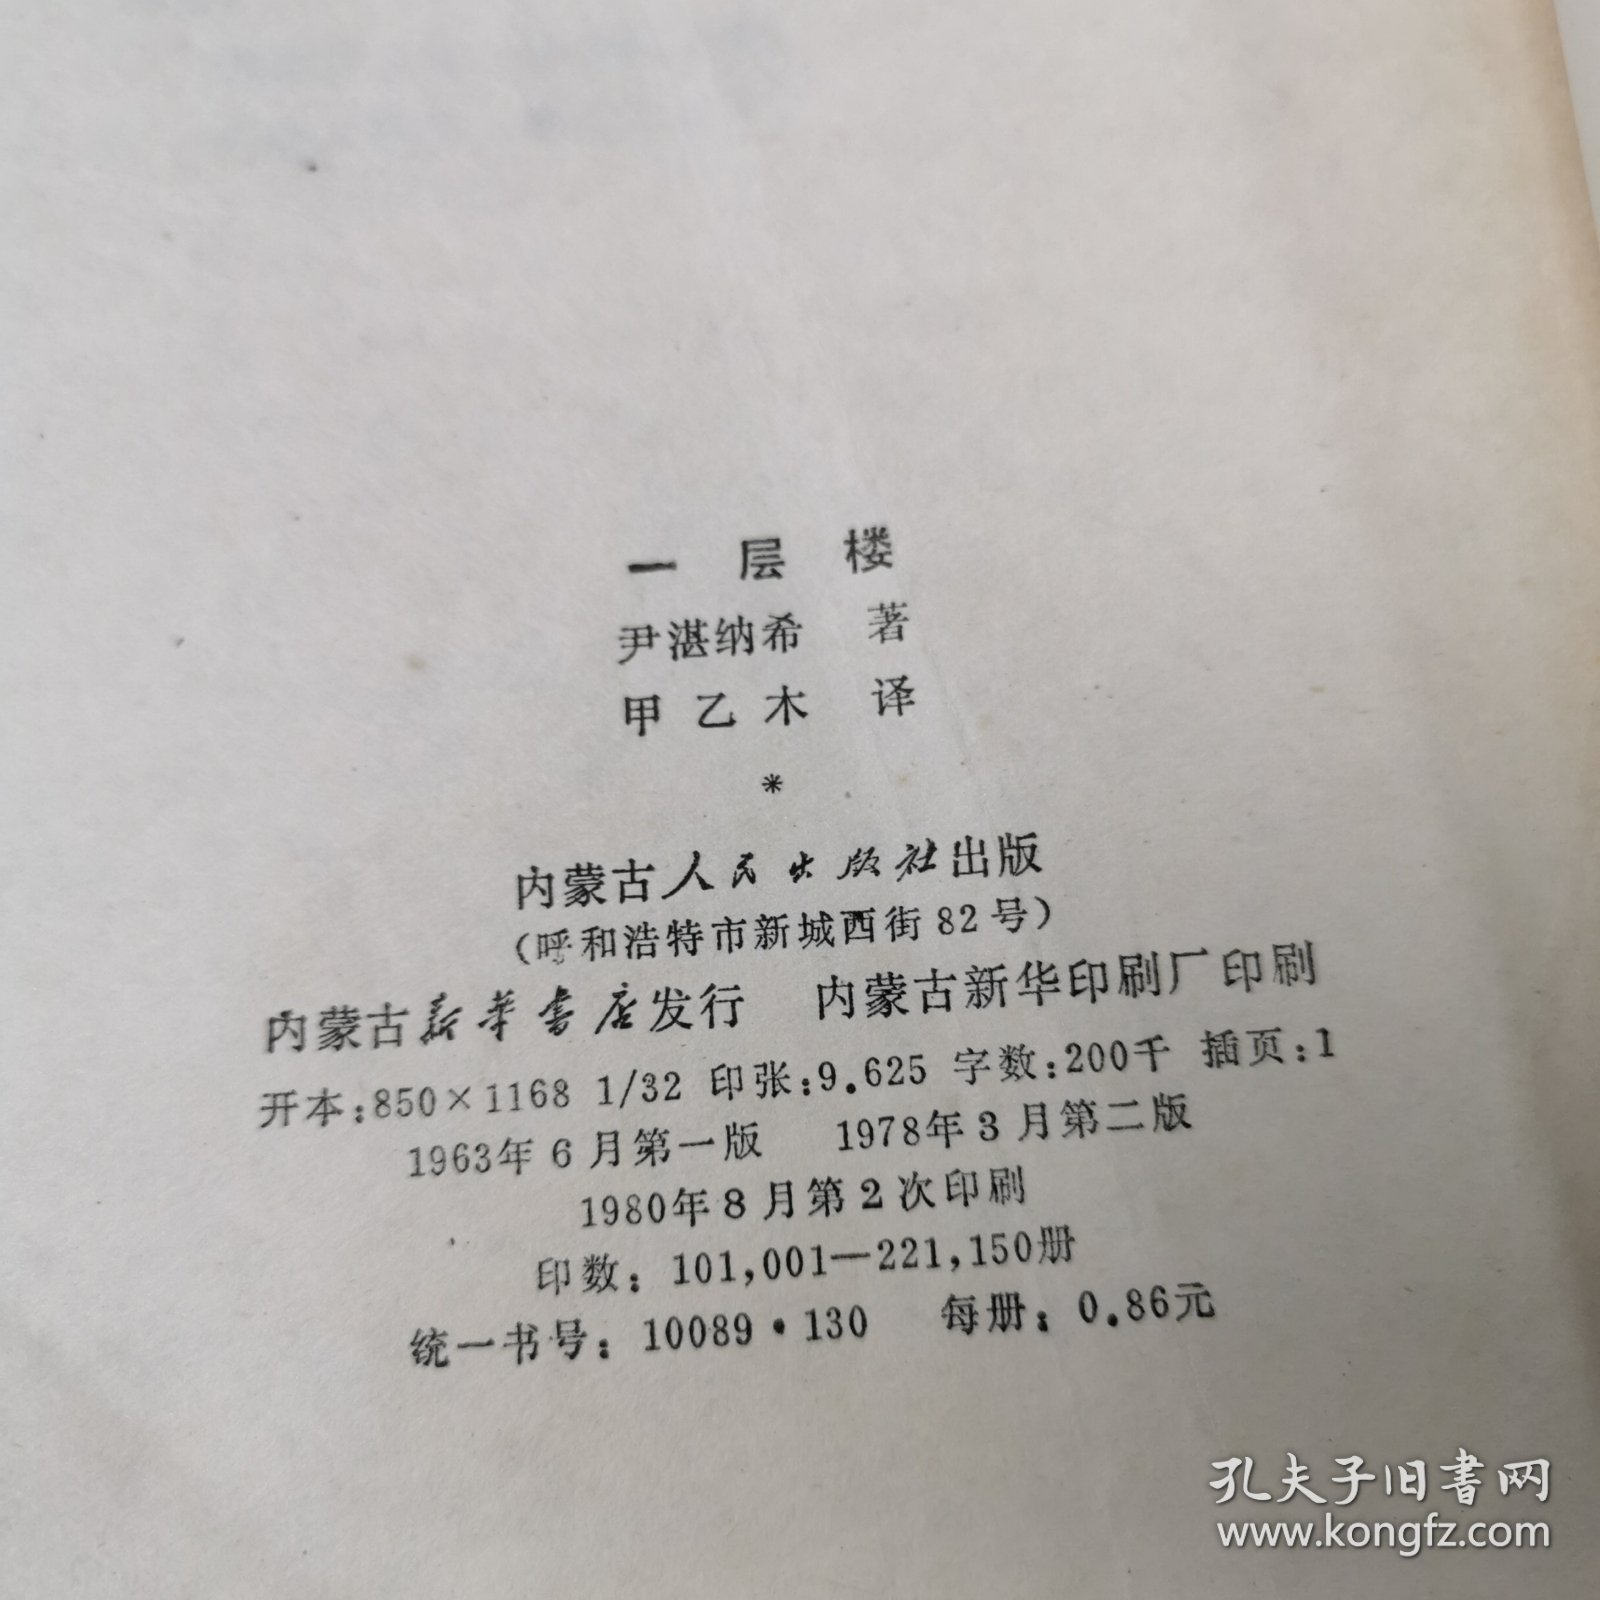 一层楼
尹湛纳希 著
甲乙木 译
*
内蒙古人民出版社出版
(呼和浩特市新城西街82号)
内蒙古新华书店发行 内蒙古新华印刷厂印刷
开本:850×1168 1/32 印张:9.625 字数:200千 插页:1
1963年6月第一版 1978年3月第二版
1980年8月第2次印刷
印数:101,001—221,150册
统一书号:10089·130 每册:0.86元
孔夫子旧书网
www.kongfz.com